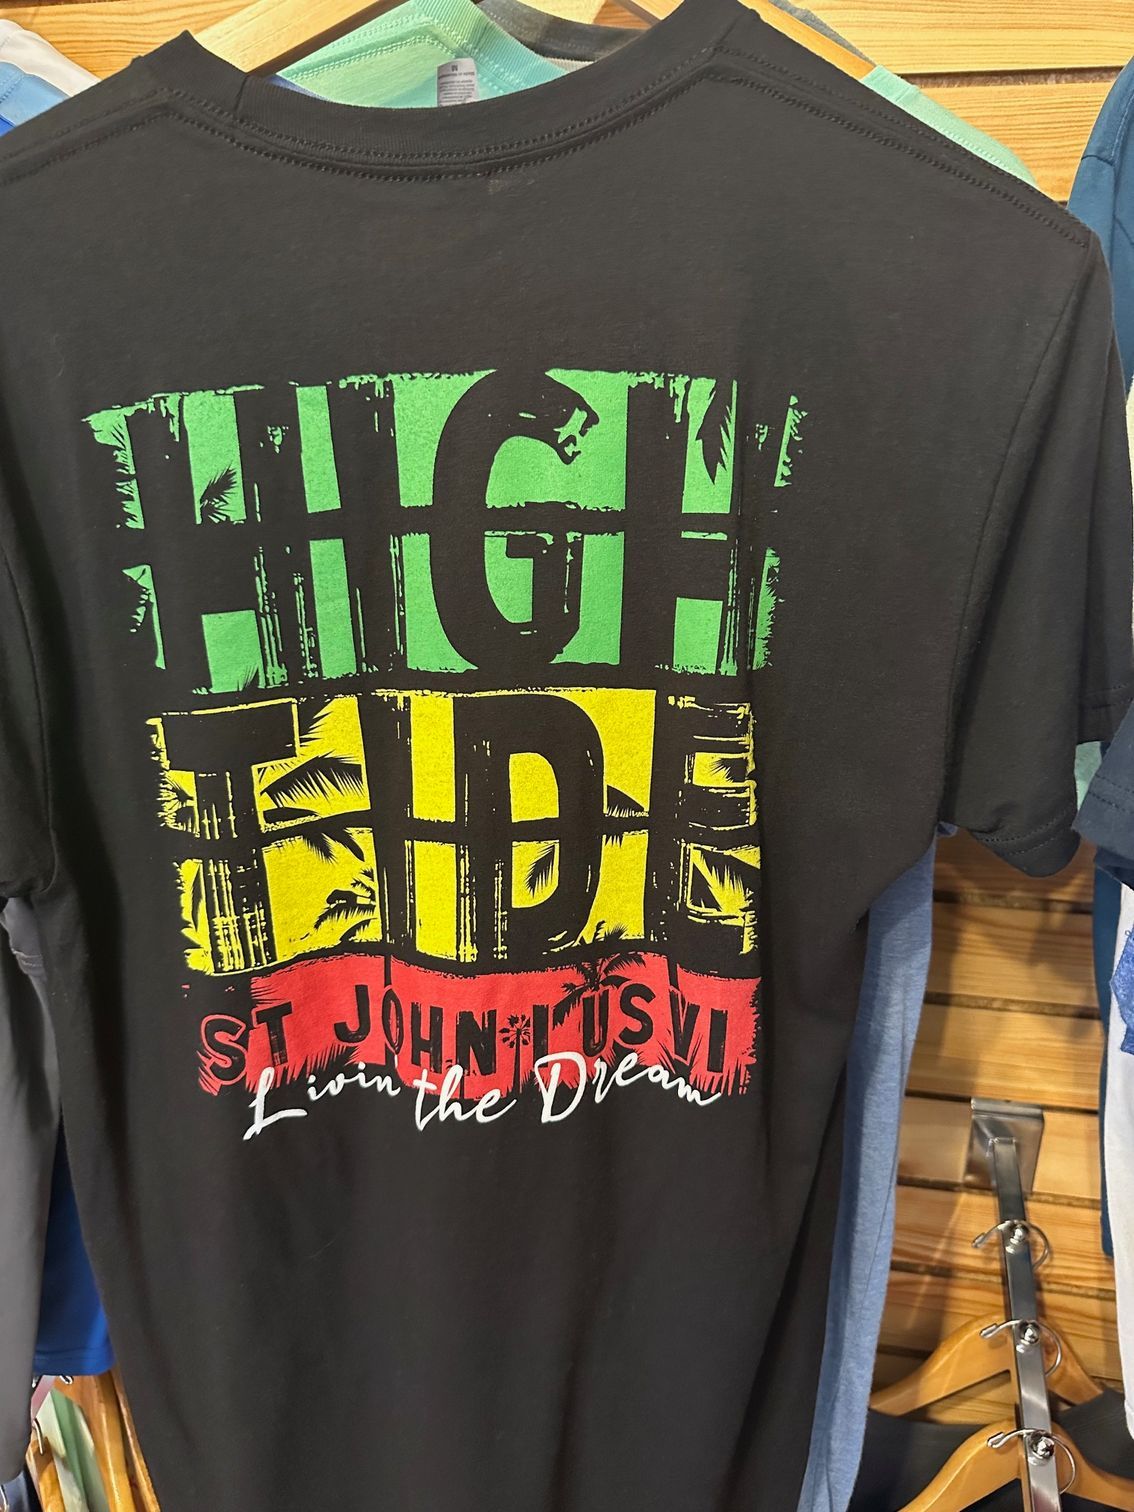 HIGH
TIDE
ST JOHN USVI
Livin the Dream